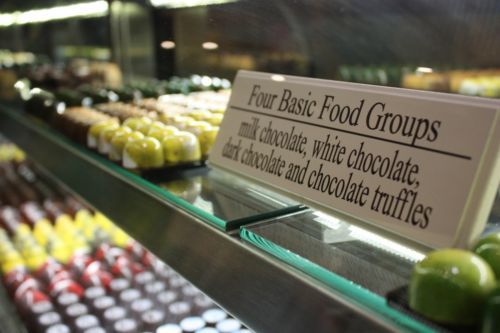 Four Basic Food Groups
milk chocolate, white chocolate,
dark chocolate and chocolate truffles